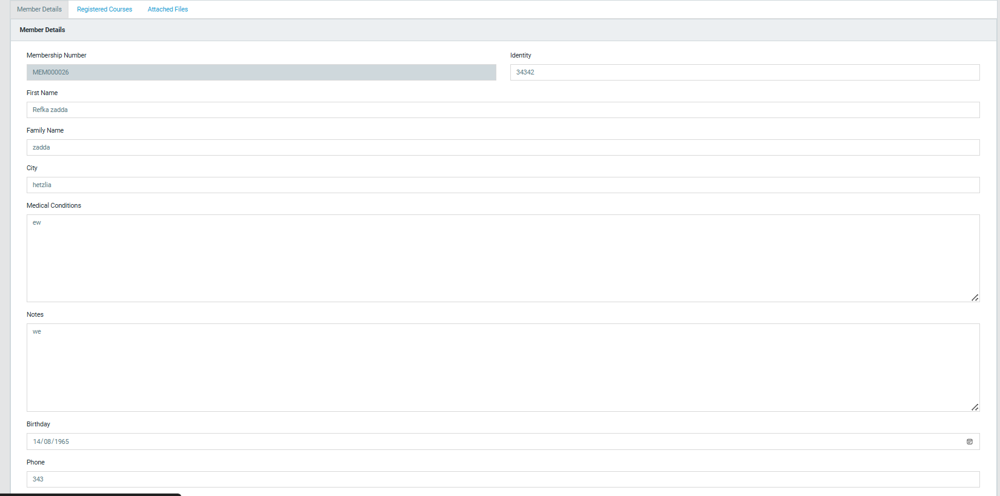 Member Details Registered Courses Attached Files
Member Details
Membership Number Identity
MEM000026 34342
First Name
Refka zadda
Family Name
zadda
City
hetzlia
Medical Conditions
ew
Notes
we
Birthday
14/08/1965
Phone
343